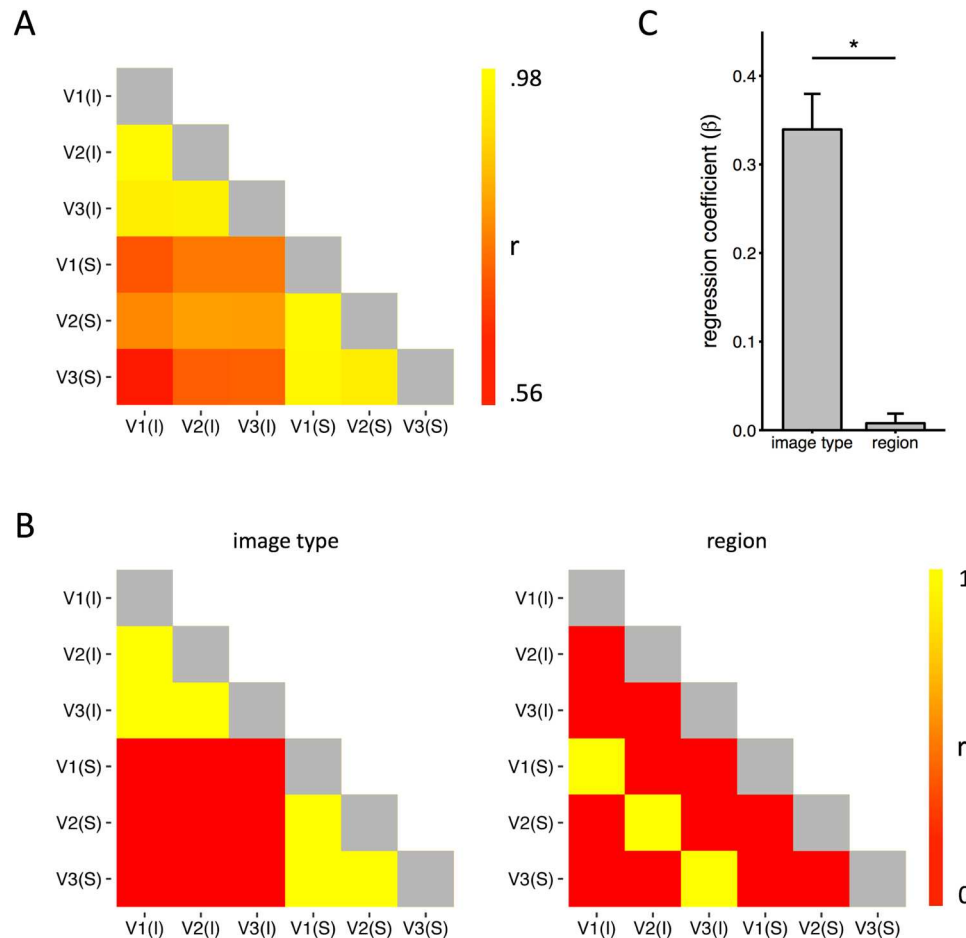 A
V1(I)
V2(I)
V3(I)
V1(S)
V2(S)
V3(S)
V1(I) V2(I) V3(I) V1(S) V2(S) V3(S)
.98
r
.56
C
*
regression coefficient (β)
0.4
0.3
0.2
0.1
0.0
image type region
B
image type
V1(I)
V2(I)
V3(I)
V1(S)
V2(S)
V3(S)
V1(I) V2(I) V3(I) V1(S) V2(S) V3(S)
region
V1(I)
V2(I)
V3(I)
V1(S)
V2(S)
V3(S)
V1(I) V2(I) V3(I) V1(S) V2(S) V3(S)
1
r
0